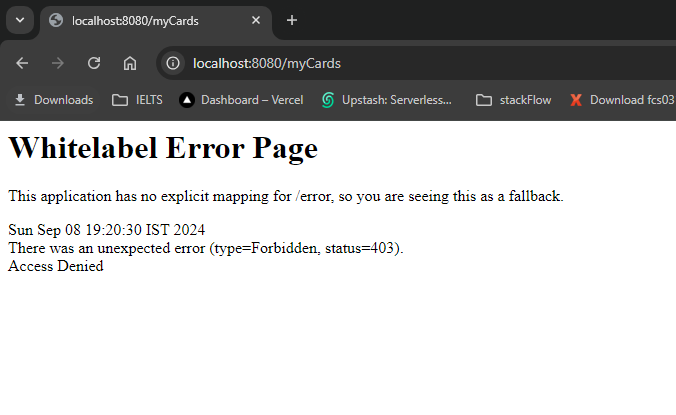 localhost:8080/myCards
localhost:8080/myCards
Downloads IELTS Dashboard – Vercel Upstash: Serverless... stackFlow Download fcs03
Whitelabel Error Page
This application has no explicit mapping for /error, so you are seeing this as a fallback.
Sun Sep 08 19:20:30 IST 2024
There was an unexpected error (type=Forbidden, status=403).
Access Denied